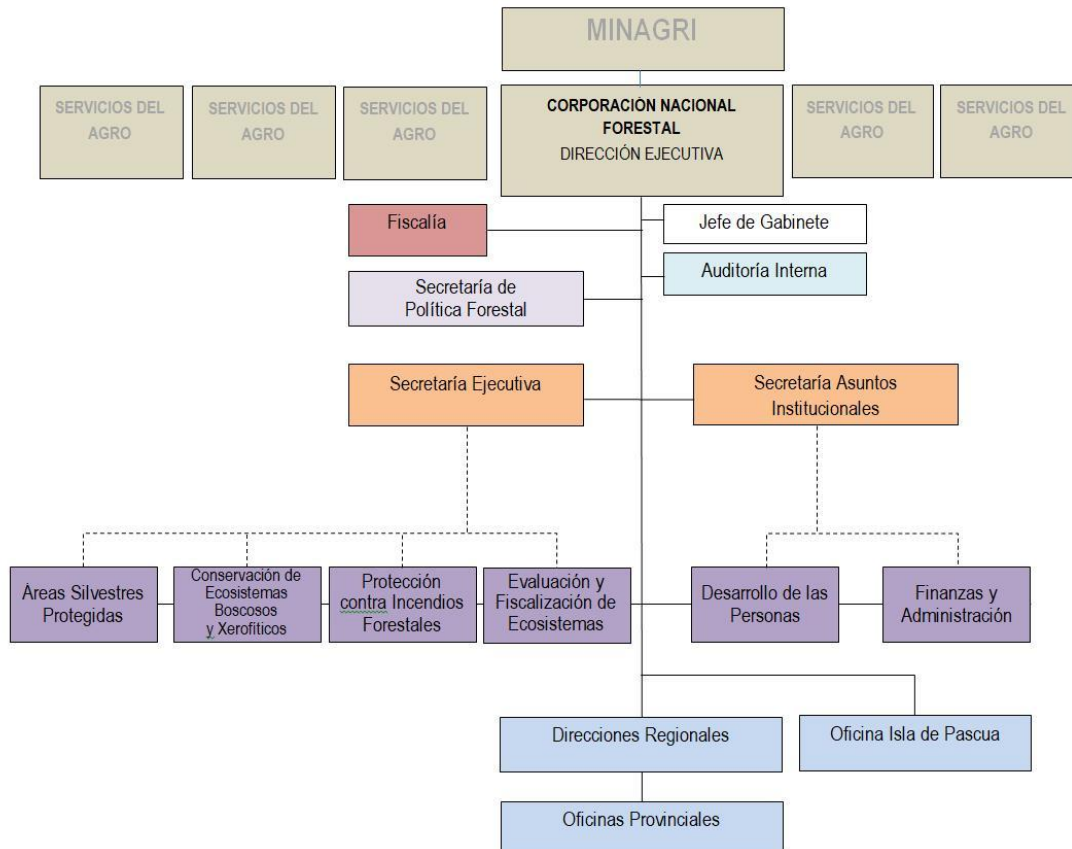 MINAGRI
SERVICIOS DEL
AGRO
SERVICIOS DEL
AGRO
SERVICIOS DEL
AGRO
CORPORACIÓN NACIONAL
FORESTAL
DIRECCIÓN EJECUTIVA
SERVICIOS DEL
AGRO
SERVICIOS DEL
AGRO
Fiscalía
Jefe de Gabinete
Secretaría de
Política Forestal
Auditoría Interna
Secretaría Ejecutiva
Secretaría Asuntos
Institucionales
Áreas Silvestres
Protegidas
Conservación de
Ecosistemas
Boscosos
y Xerofíticos
Protección
contra Incendios
Forestales
Evaluación y
Fiscalización de
Ecosistemas
Desarrollo de las
Personas
Finanzas y
Administración
Direcciones Regionales
Oficina Isla de Pascua
Oficinas Provinciales